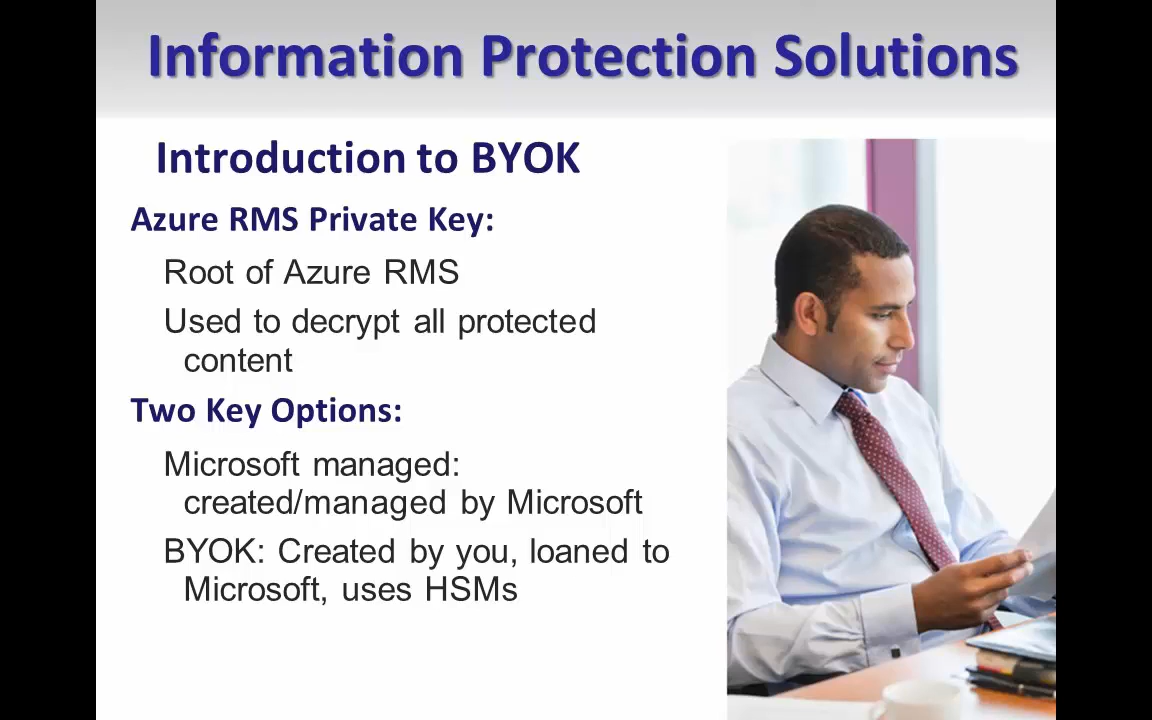 Information Protection Solutions
Introduction to BYOK
Azure RMS Private Key:
Root of Azure RMS
Used to decrypt all protected
content
Two Key Options:
Microsoft managed:
created/managed by Microsoft
BYOK: Created by you, loaned to
Microsoft, uses HSMs